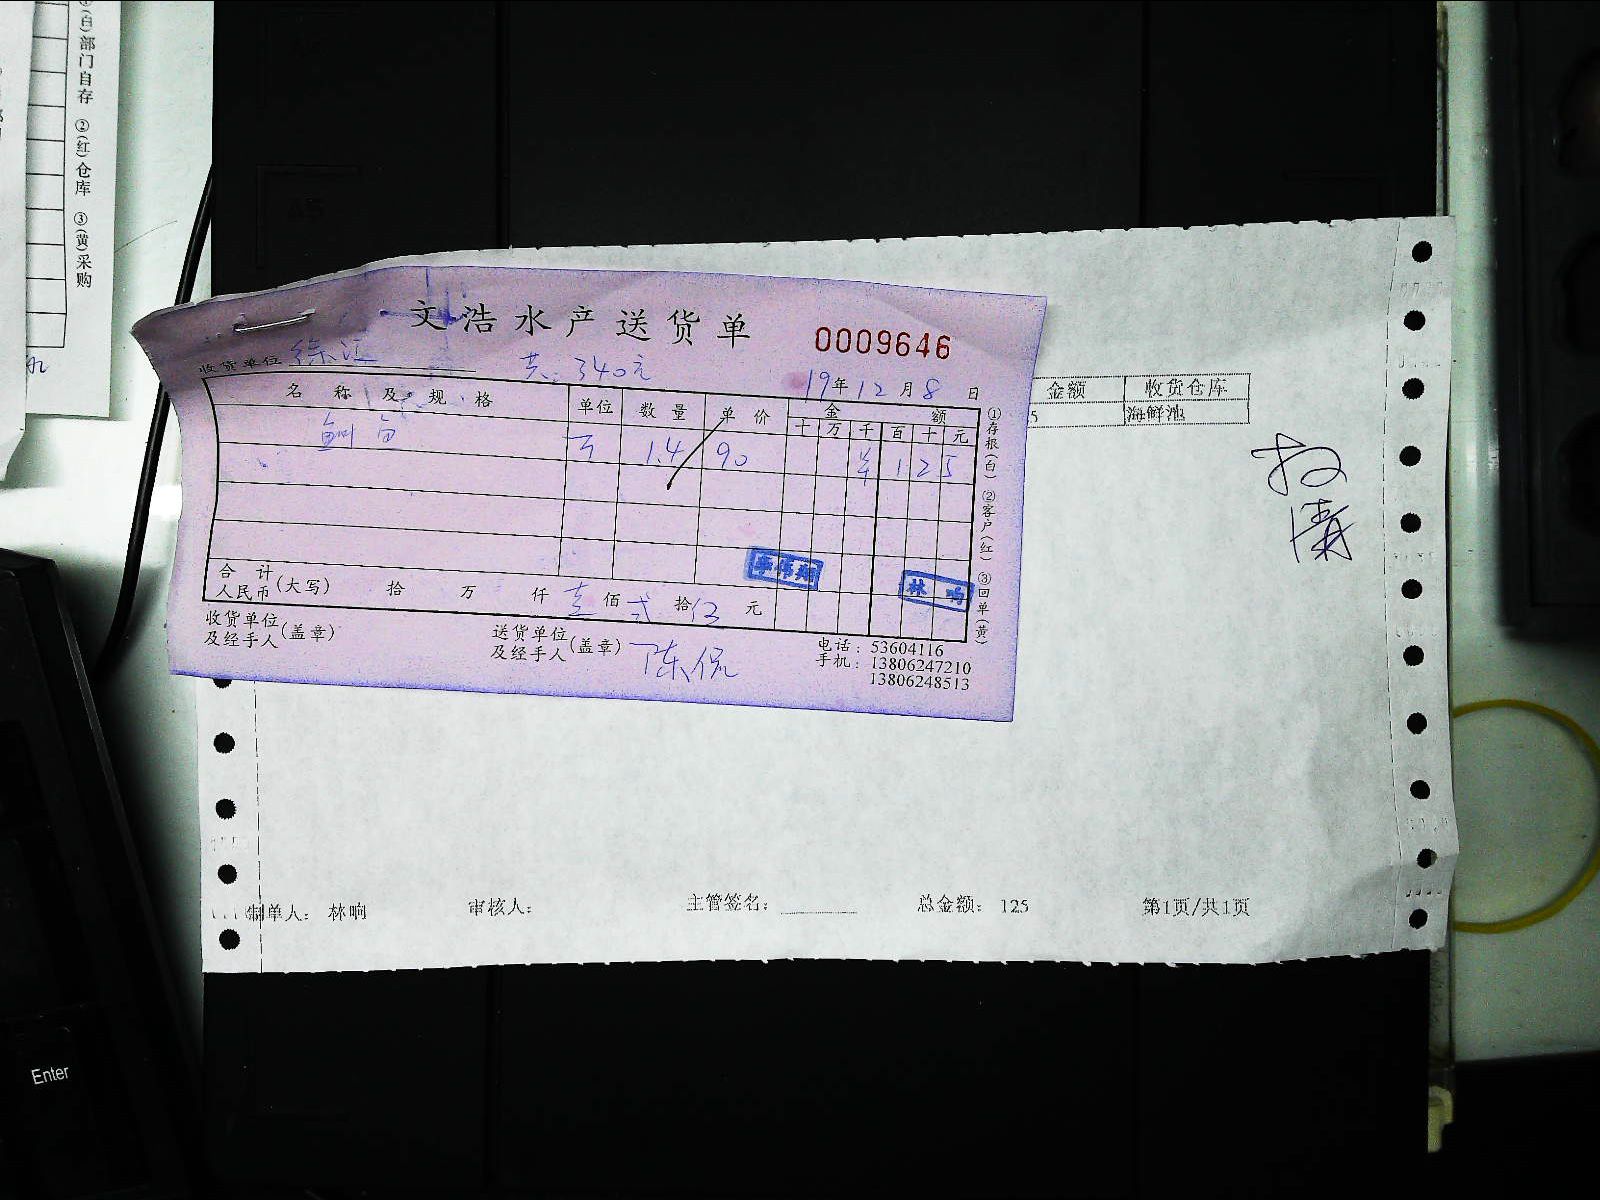 (白)部门自存 ②(红)仓库 ③(黄)采购
文浩水产送货单
0009646
收货单位 徐江
共:340元
19年12月8日
名称及规格 单位 数量 单价 金额
十 万 千 百 十 元
1.4 90 1 2 5
合计
人民币(大写) 拾 万 仟 壹佰 弍拾 伍元
林响
收货单位
及经手人(盖章)
送货单位
及经手人(盖章)
电话:53604116
手机:13806247210
13806248513
①存根(白) ②客户(红) ③回单(黄)
金额 收货仓库
5 海鲜池
制单人: 林响 审核人: 主管签名: 总金额: 125 第1页/共1页
Enter
A5